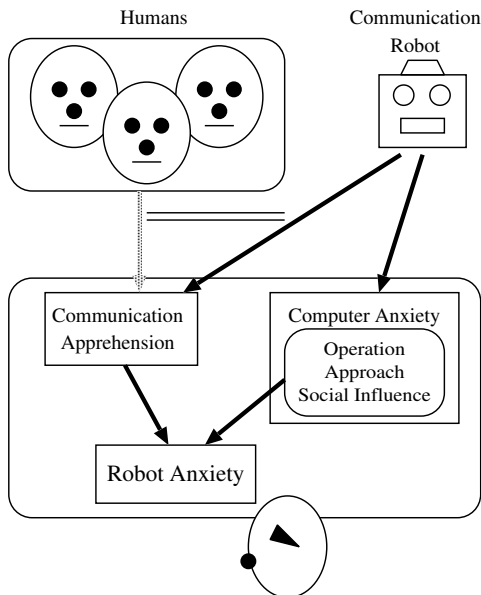 Humans
Communication
Robot
Communication
Apprehension
Computer Anxiety
Operation
Approach
Social Influence
Robot Anxiety